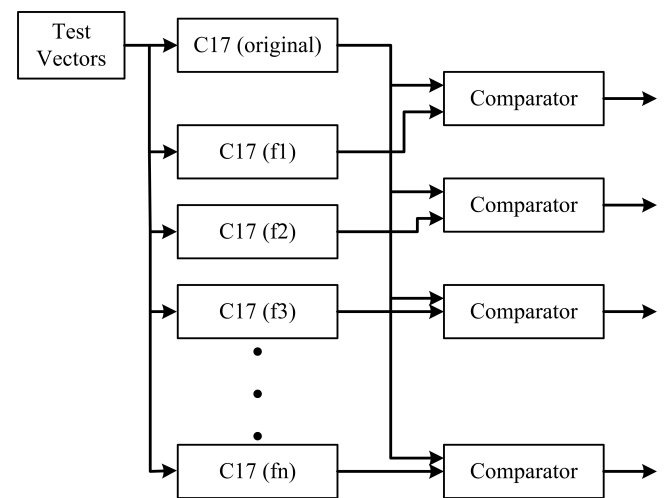 Test
Vectors
C17 (original)
Comparator
C17 (f1)
Comparator
C17 (f2)
C17 (f3)
Comparator
C17 (fn)
Comparator